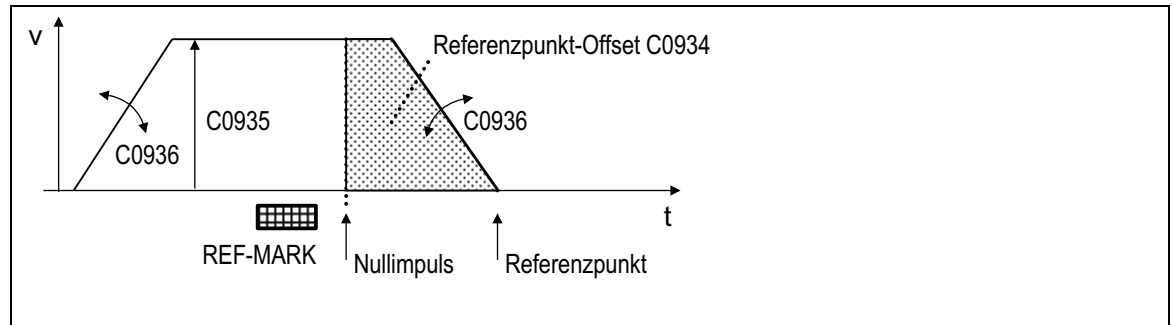 v
Referenzpunkt-Offset C0934
C0935
C0936
C0936
t
REF-MARK
Nullimpuls
Referenzpunkt